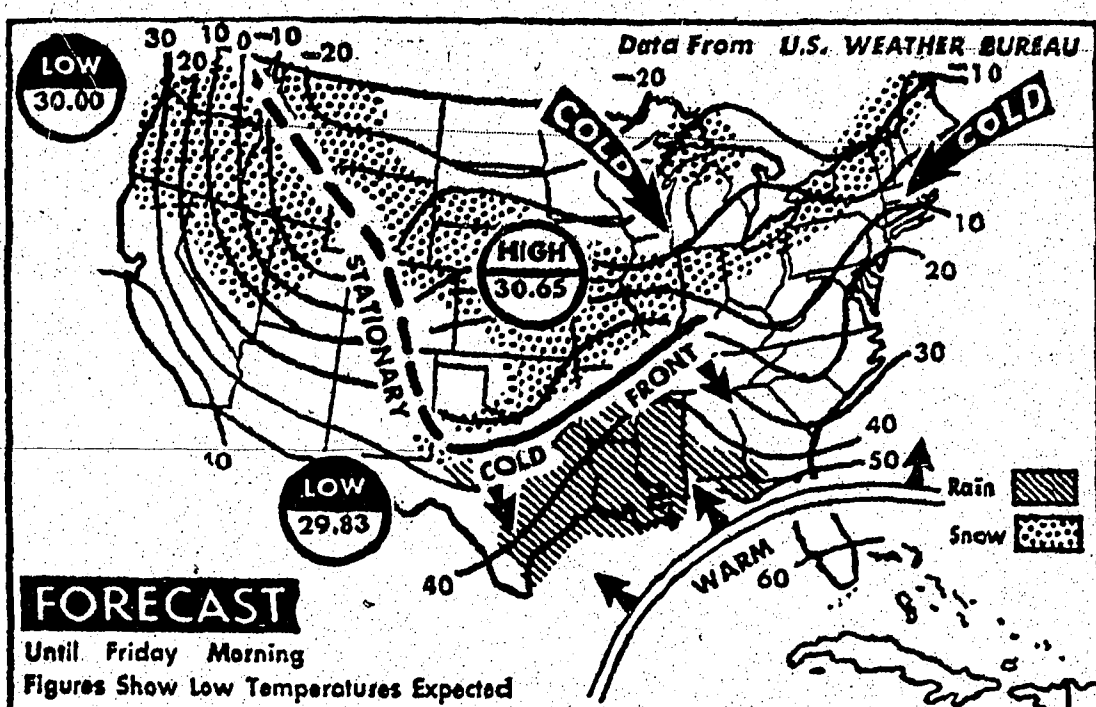 Data From U.S. WEATHER BUREAU
LOW
30.00
30
20
10
0
-10
-20
-20
-10
COLD
COLD
10
20
30
40
50
HIGH
30.65
STATIONARY
COLD FRONT
LOW
29.83
40
WARM
60
Rain
Snow
FORECAST
Until Friday Morning
Figures Show Low Temperatures Expected